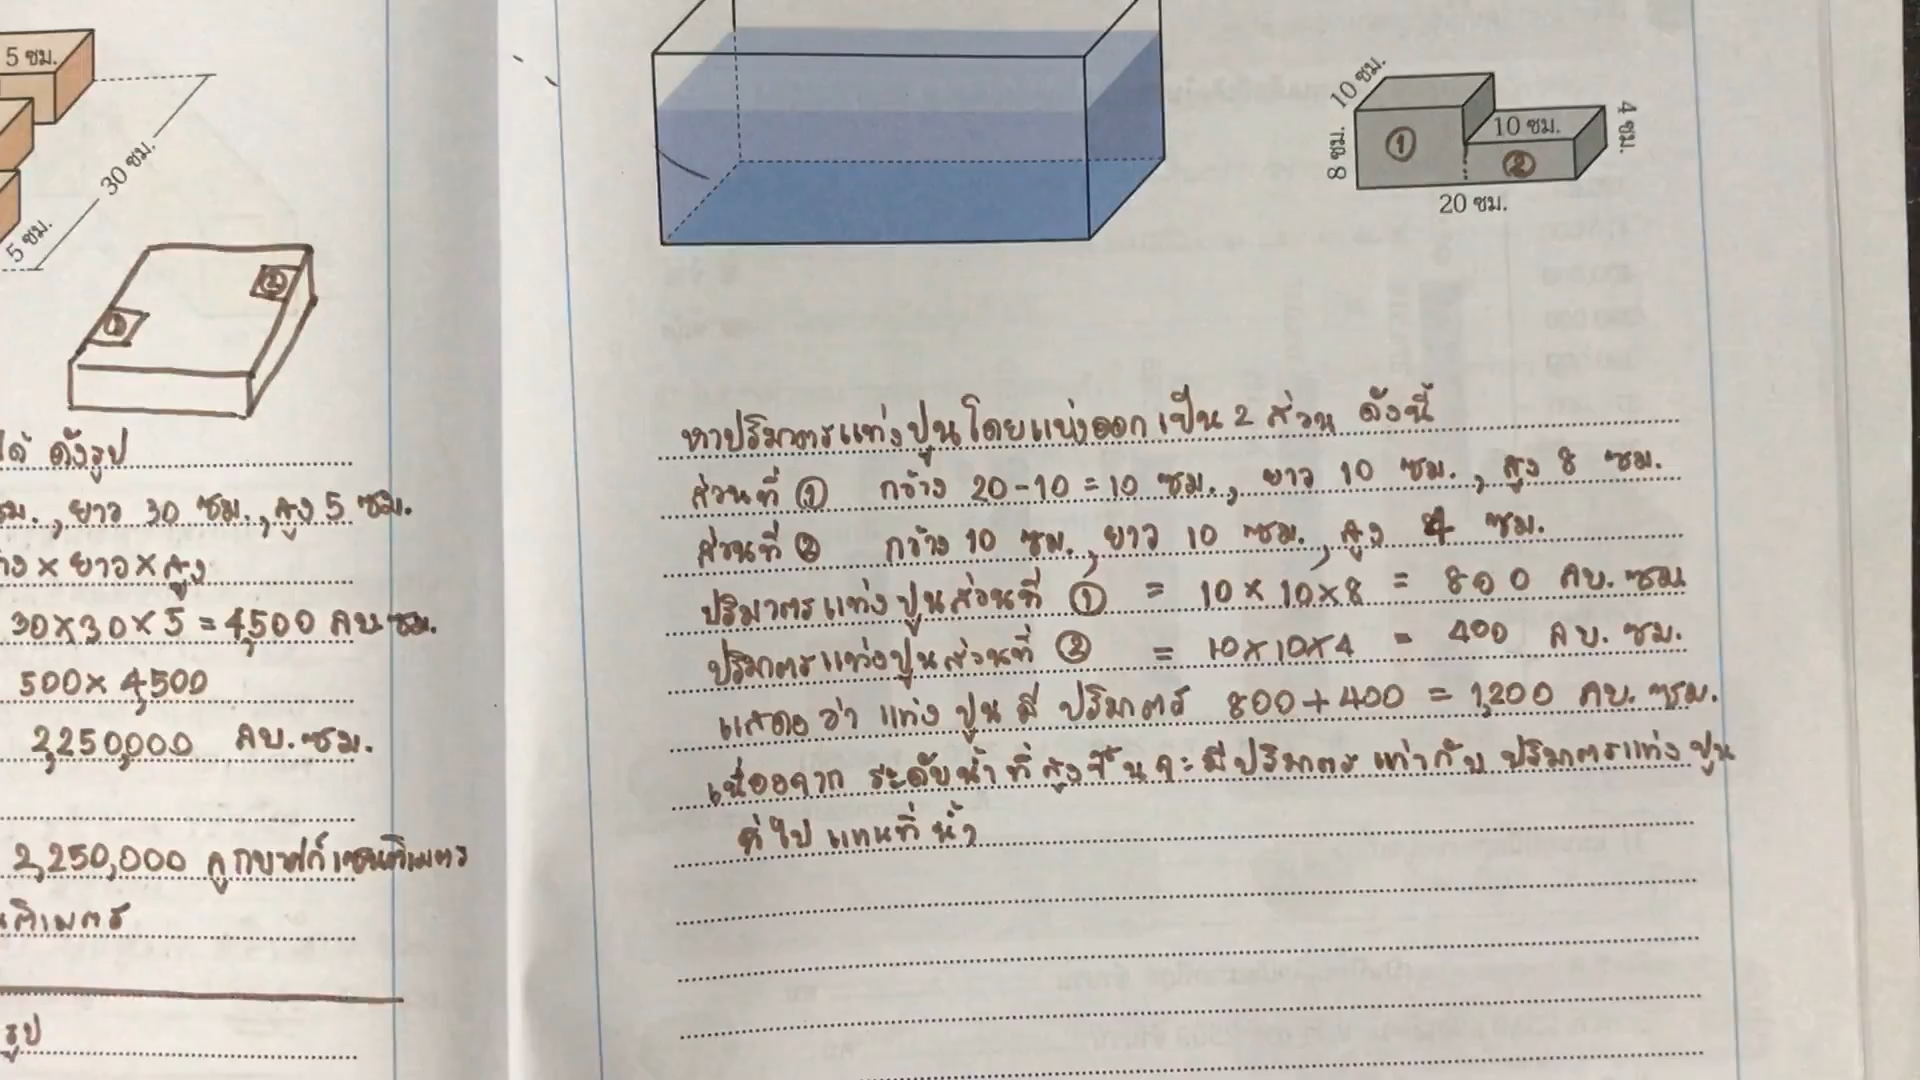 5 ซม.
30 ซม.
5 ซม.
②
①
ได้ ดังรูป
ซม., ยาว 30 ซม., สูง 5 ซม.
้าง × ยาว × สูง
30×30×5 = 4,500 ลบ.ซม.
500× 4,500
2,250,000 ลบ.ซม.
2,250,000 ลูกบาศก์เซนติเมตร
นติเมตร
รูป
10 ซม.
8 ซม.
①
10 ซม.
②
4 ซม.
20 ซม.
หาปริมาตรแท่งปูนโดยแบ่งออกเป็น 2 ส่วน ดังนี้
ส่วนที่ ① กว้าง 20-10 = 10 ซม., ยาว 10 ซม., สูง 8 ซม.
ส่วนที่ ② กว้าง 10 ซม., ยาว 10 ซม., สูง 4 ซม.
ปริมาตรแท่งปูนส่วนที่ ① = 10×10×8 = 800 ลบ.ซม
ปริมาตรแท่งปูนส่วนที่ ② = 10×10×4 = 400 ลบ. ซม.
แสดงว่า แท่งปูนมี ปริมาตร 800+400 = 1,200 ลบ. ซม.
เนื่องจาก ระดับน้ำที่สูงขึ้นจะมีปริมาตร เท่ากับ ปริมาตรแท่งปูน
ที่ไปแทนที่น้ำ